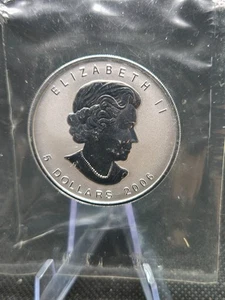 ELIZABETH II
5 DOLLARS 2006